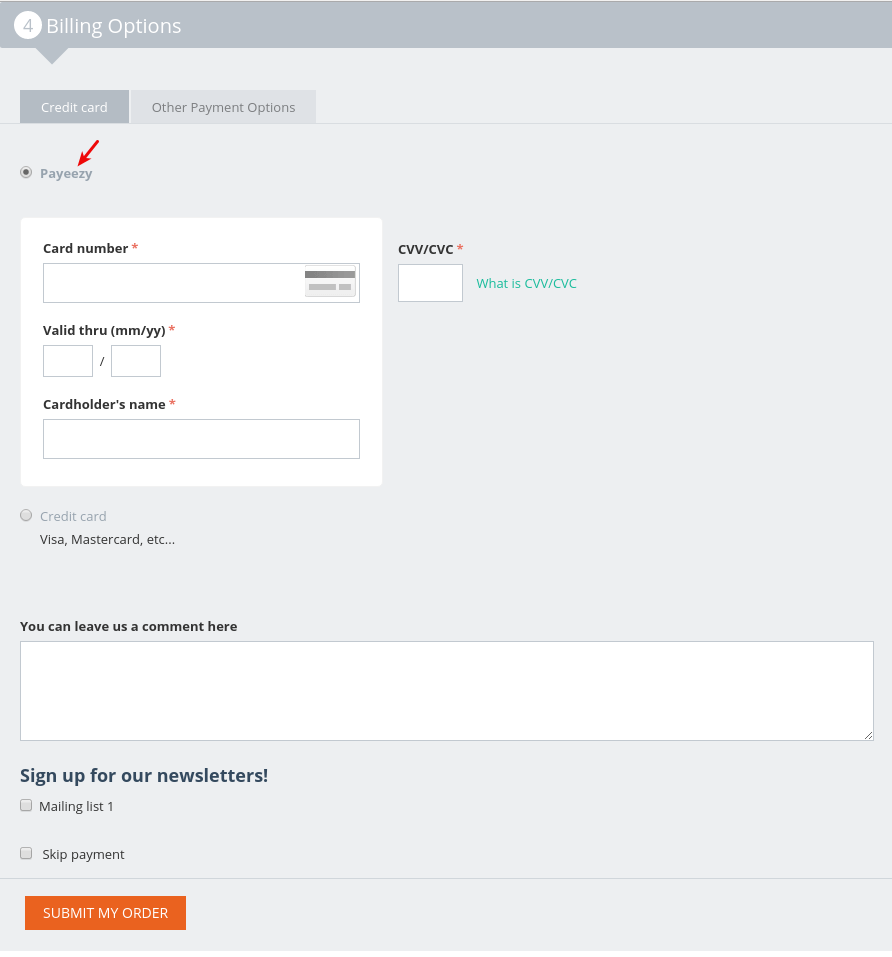 4 Billing Options
Credit card Other Payment Options
Payeezy
Card number * CVV/CVC *
What is CVV/CVC
Valid thru (mm/yy) *
/
Cardholder's name *
Credit card
Visa, Mastercard, etc...
You can leave us a comment here
Sign up for our newsletters!
Mailing list 1
Skip payment
SUBMIT MY ORDER